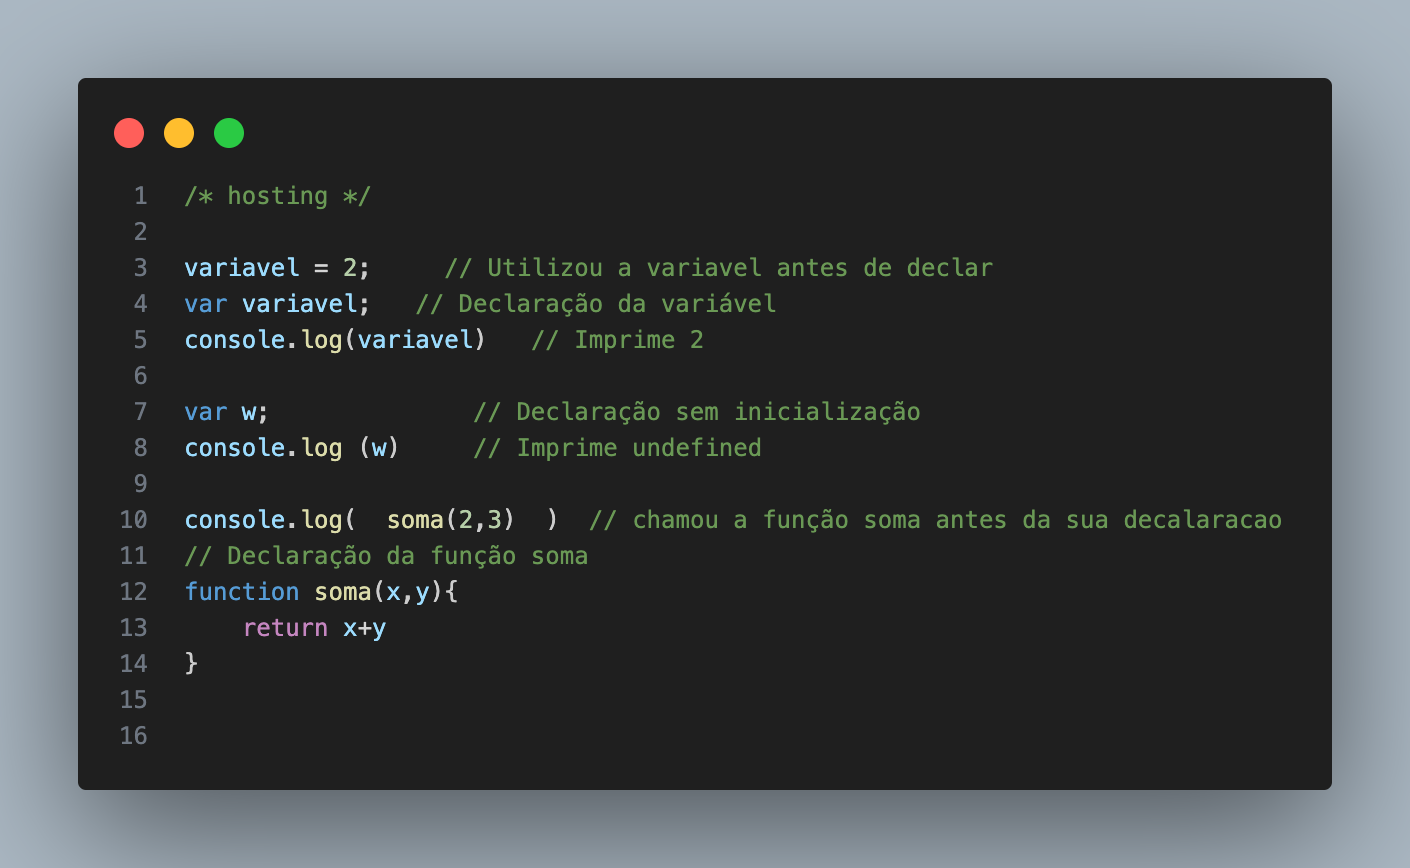 1 /* hosting */
2
3 variavel = 2;     // Utilizou a variavel antes de declar
4 var variavel;   // Declaração da variável
5 console.log(variavel)   // Imprime 2
6
7 var w;              // Declaração sem inicialização
8 console.log (w)     // Imprime undefined
9
10 console.log(  soma(2,3)  )  // chamou a função soma antes da sua decalaracao
11 // Declaração da função soma
12 function soma(x,y){
13     return x+y
14 }
15
16